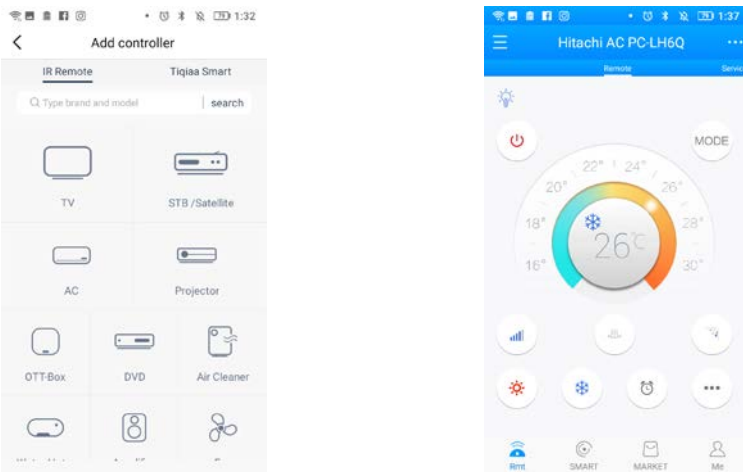 79 1:32
Add controller
IR Remote Tiqiaa Smart
Type brand and model search
TV STB /Satellite
AC Projector
OTT-Box DVD Air Cleaner
79 1:37
Hitachi AC PC-LH6Q
Remote
MODE
22° 24°
20° 26°
18° 28°
26°C
16° 30°
Rmt SMART MARKET Me